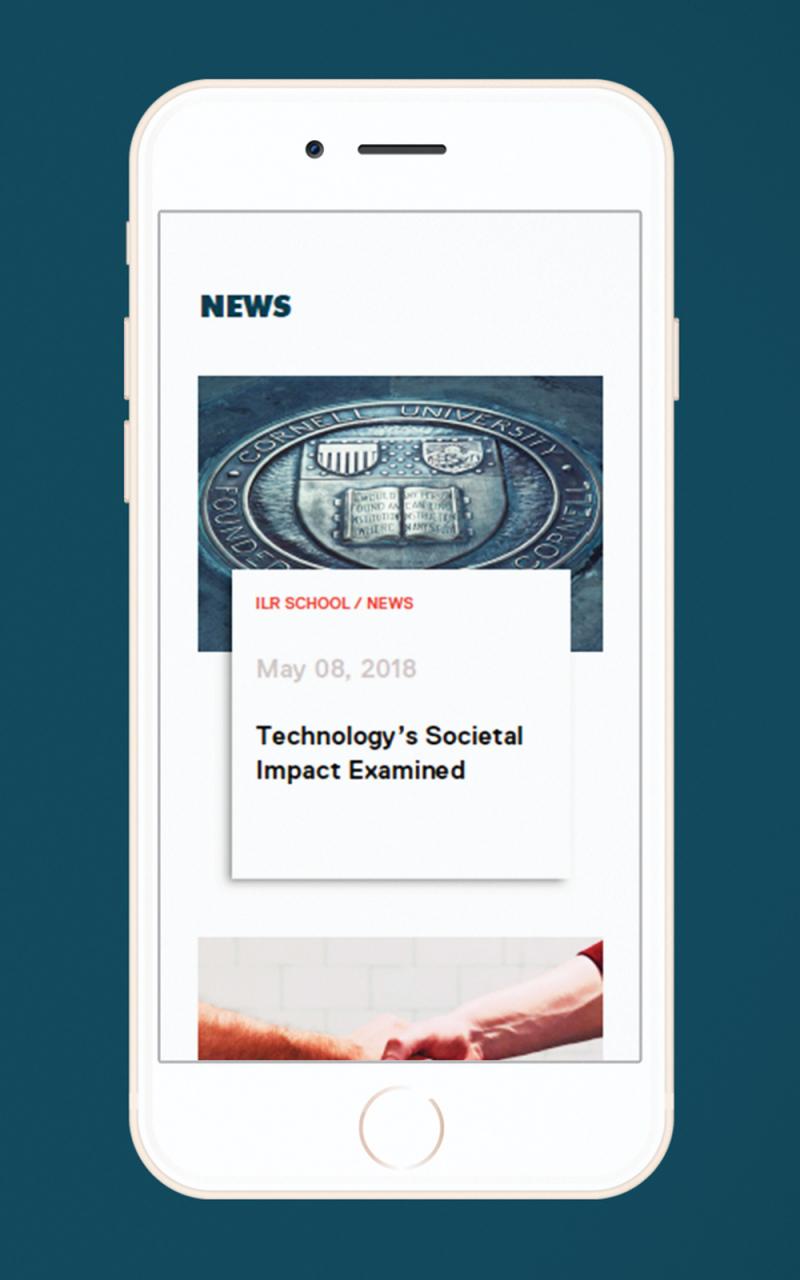 NEWS
CORNELL UNIVERSITY
FOUNDED
CORNELL
I WOULD
FOUND AN
INSTITUTION
WHERE
ANY PERSON
CAN FIND
INSTRUCTION
IN ANY STUDY
ILR SCHOOL / NEWS
May 08, 2018
Technology’s Societal
Impact Examined